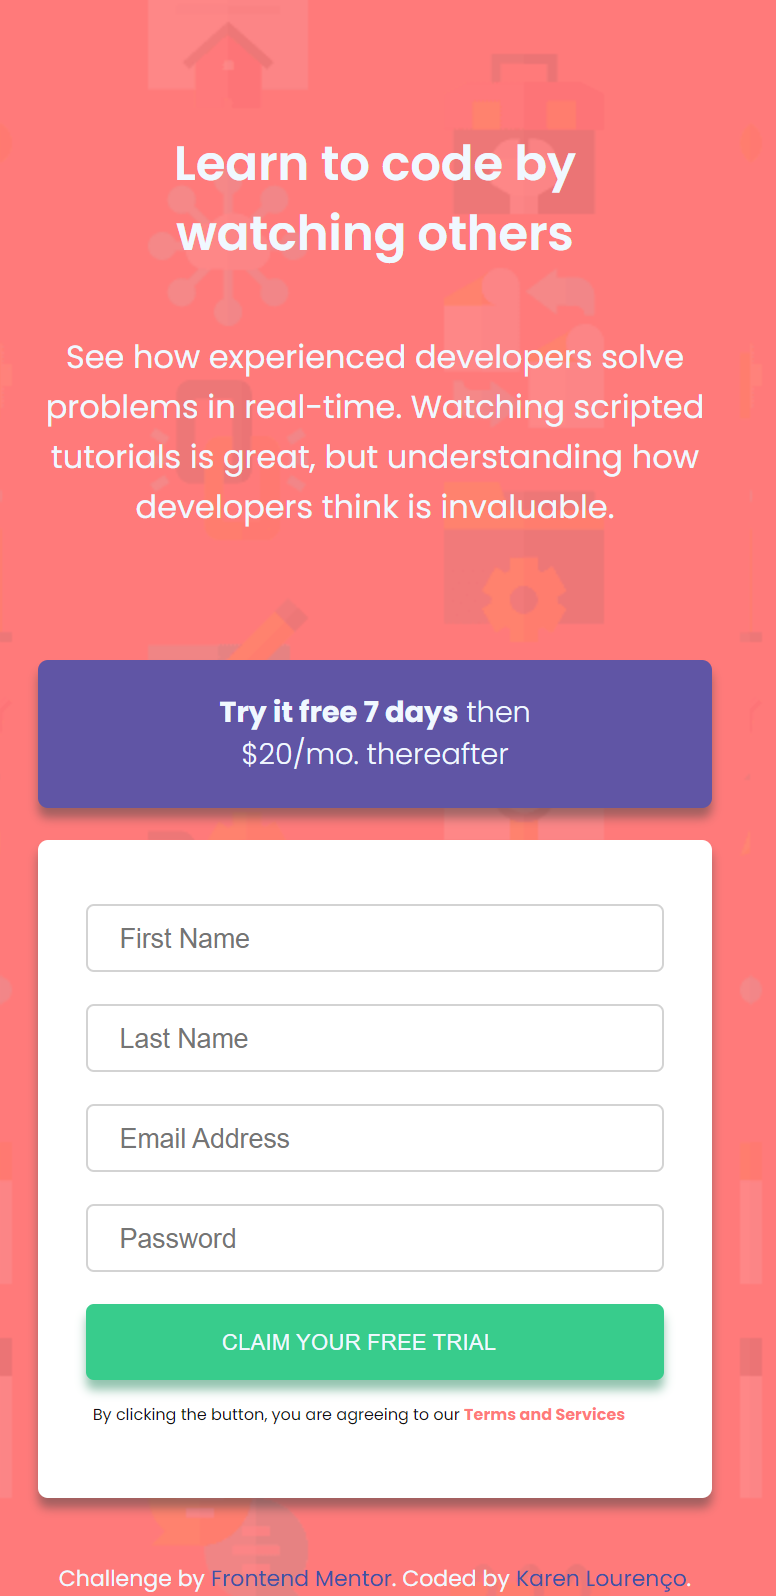 Learn to code by
watching others
See how experienced developers solve
problems in real-time. Watching scripted
tutorials is great, but understanding how
developers think is invaluable.
Try it free 7 days then
$20/mo. thereafter
First Name
Last Name
Email Address
Password
CLAIM YOUR FREE TRIAL
By clicking the button, you are agreeing to our Terms and Services
Challenge by Frontend Mentor. Coded by Karen Lourenço.